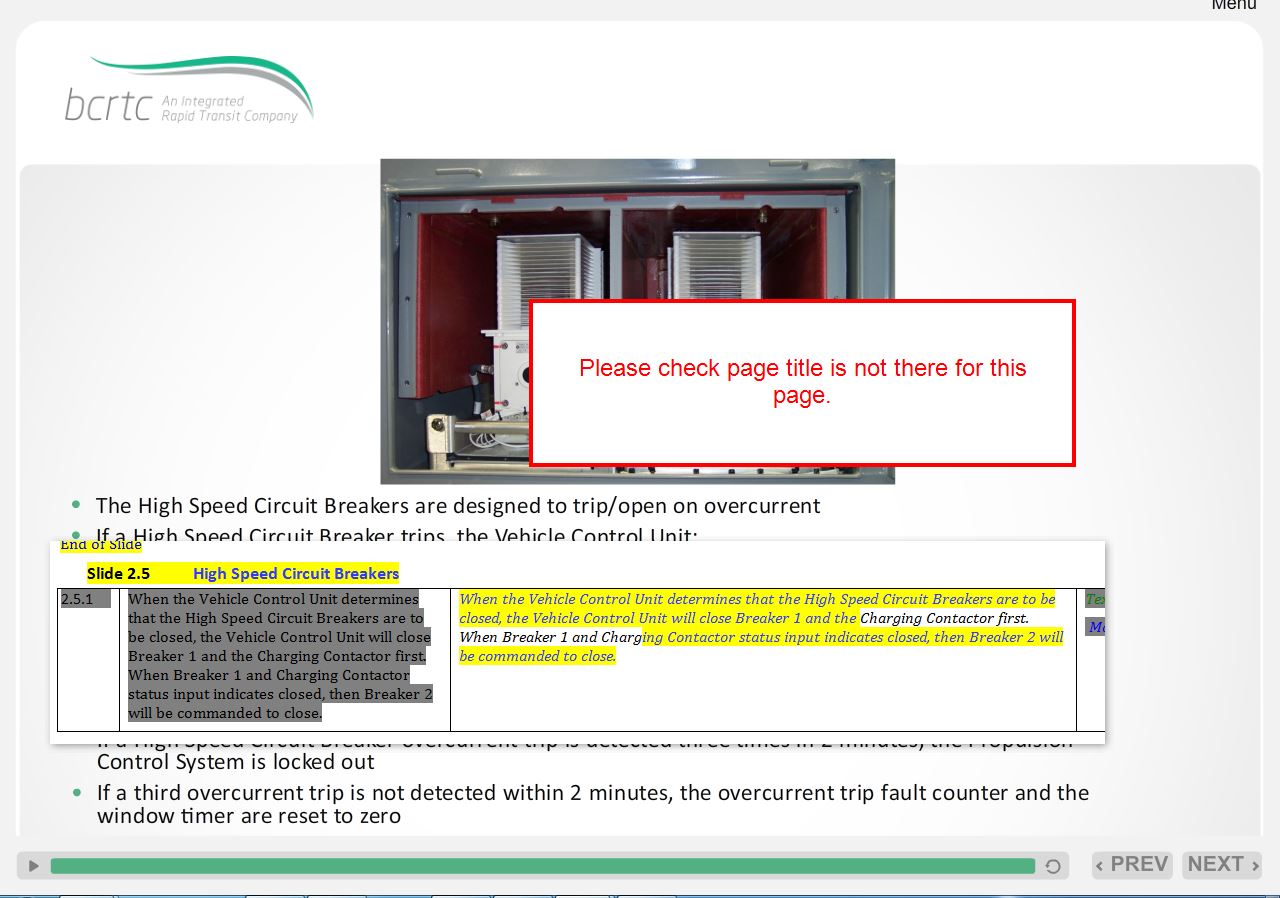 Menu
bcrtc An Integrated
Rapid Transit Company
Please check page title is not there for this
page.
The High Speed Circuit Breakers are designed to trip/open on overcurrent
If a High Speed Circuit Breaker trips, the Vehicle Control Unit:
End of Slide
Slide 2.5 High Speed Circuit Breakers
2.5.1
When the Vehicle Control Unit determines
that the High Speed Circuit Breakers are to
be closed, the Vehicle Control Unit will close
Breaker 1 and the Charging Contactor first.
When Breaker 1 and Charging Contactor
status input indicates closed, then Breaker 2
will be commanded to close.
When the Vehicle Control Unit determines that the High Speed Circuit Breakers are to be
closed, the Vehicle Control Unit will close Breaker 1 and the Charging Contactor first.
When Breaker 1 and Charging Contactor status input indicates closed, then Breaker 2 will
be commanded to close.
If a High Speed Circuit Breaker overcurrent trip is detected three times in 2 minutes, the Propulsion
Control System is locked out
If a third overcurrent trip is not detected within 2 minutes, the overcurrent trip fault counter and the
window timer are reset to zero
PREV
NEXT